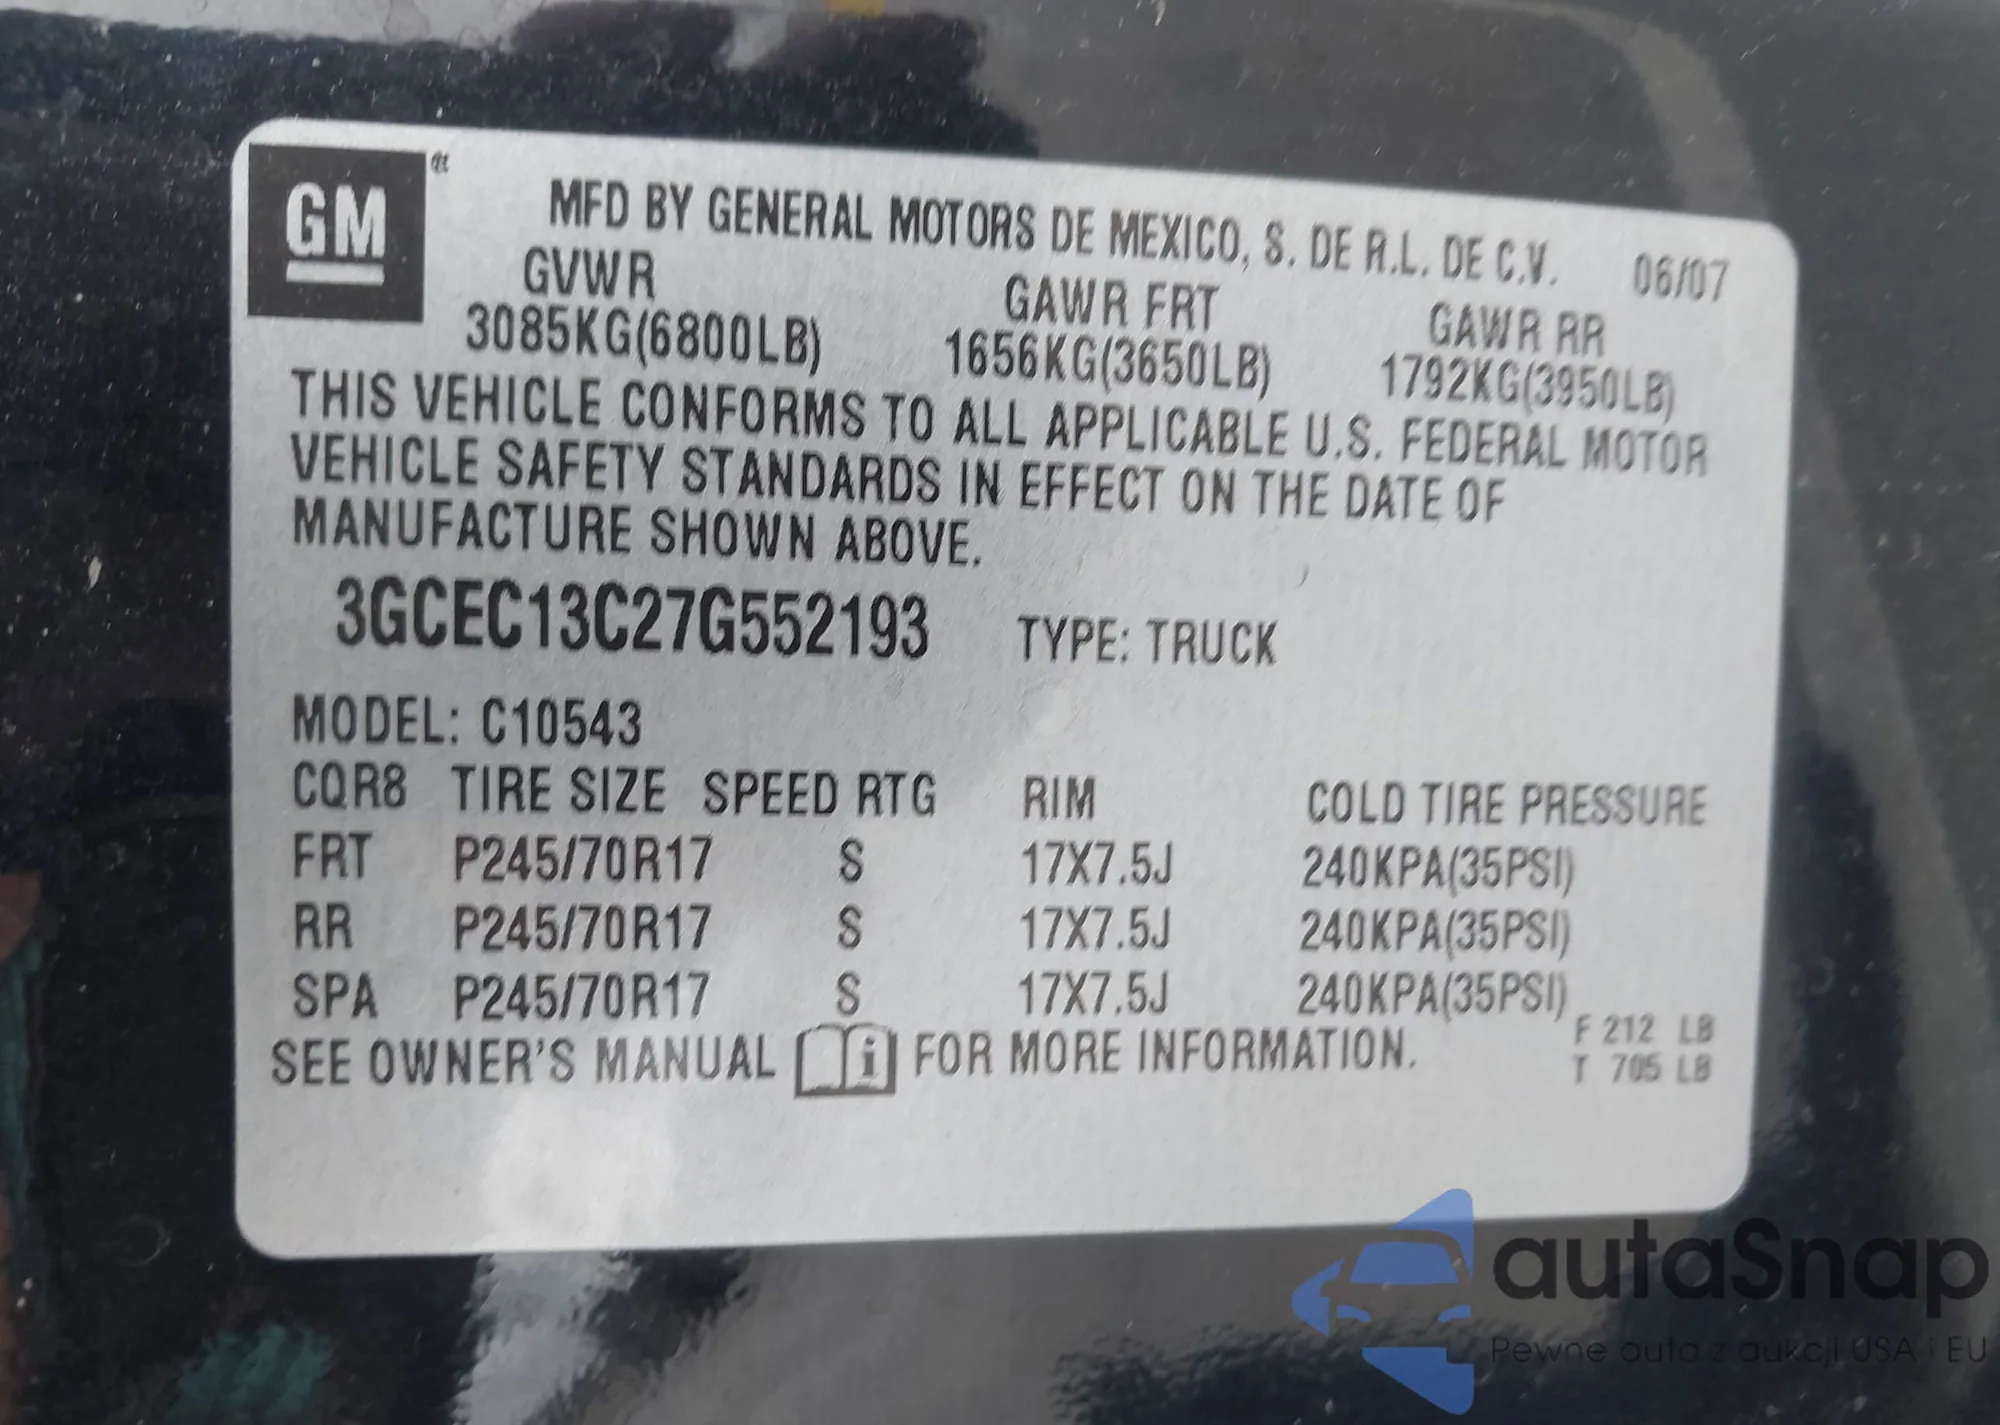 GM
MFD BY GENERAL MOTORS DE MEXICO, S. DE R.L. DE C.V. 06/07
GVWR GAWR FRT GAWR RR
3085KG(6800LB) 1656KG(3650LB) 1792KG(3950LB)
THIS VEHICLE CONFORMS TO ALL APPLICABLE U.S. FEDERAL MOTOR
VEHICLE SAFETY STANDARDS IN EFFECT ON THE DATE OF
MANUFACTURE SHOWN ABOVE.
3GCEC13C27G552193 TYPE: TRUCK
MODEL: C10543
CQR8 TIRE SIZE SPEED RTG RIM COLD TIRE PRESSURE
FRT P245/70R17 S 17X7.5J 240KPA(35PSI)
RR P245/70R17 S 17X7.5J 240KPA(35PSI)
SPA P245/70R17 S 17X7.5J 240KPA(35PSI)
SEE OWNER'S MANUAL i FOR MORE INFORMATION.
F 212 LB
T 705 LB
autaSnap
Pewne auta z aukcji USA i EU